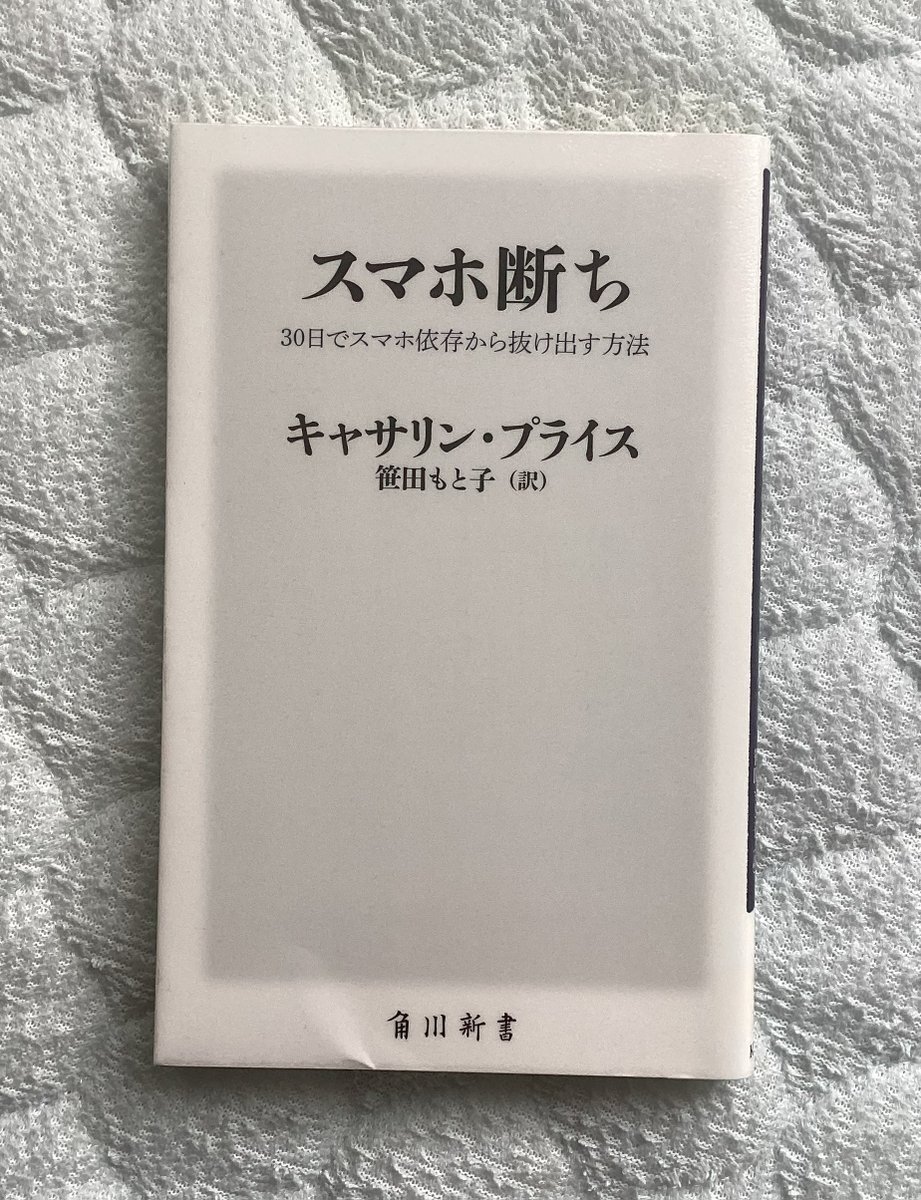 スマホ断ち
30日でスマホ依存から抜け出す方法
キャサリン・プライス
笹田もと子（訳）
角川新書